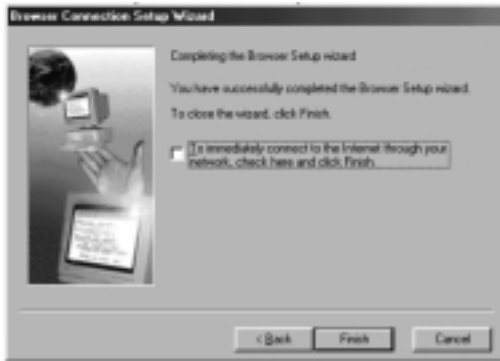 Browser Connection Setup Wizard
Completing the Browser Setup wizard
You have successfully completed the Browser Setup wizard.
To close the wizard, click Finish.
To immediately connect to the Internet through your
network, check here and click Finish.
< Back
Finish
Cancel